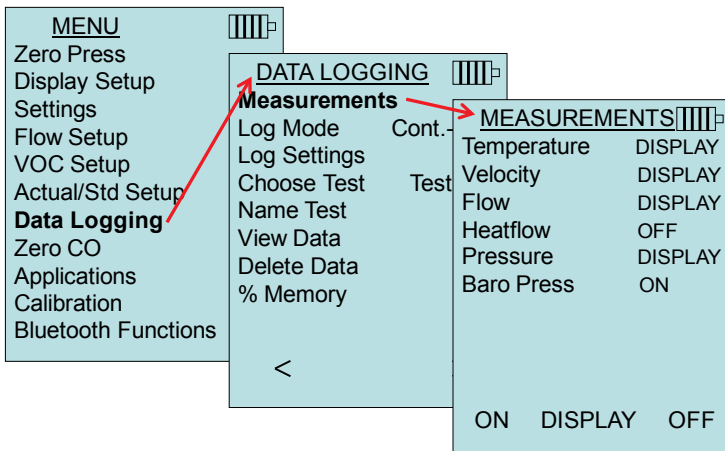 MENU
Zero Press
Display Setup
Settings
Flow Setup
VOC Setup
Actual/Std Setup
Data Logging
Zero CO
Applications
Calibration
Bluetooth Functions
DATA LOGGING
Measurements
Log Mode Cont.-
Log Settings
Choose Test Test
Name Test
View Data
Delete Data
% Memory
<
MEASUREMENTS
Temperature DISPLAY
Velocity DISPLAY
Flow DISPLAY
Heatflow OFF
Pressure DISPLAY
Baro Press ON
ON DISPLAY OFF